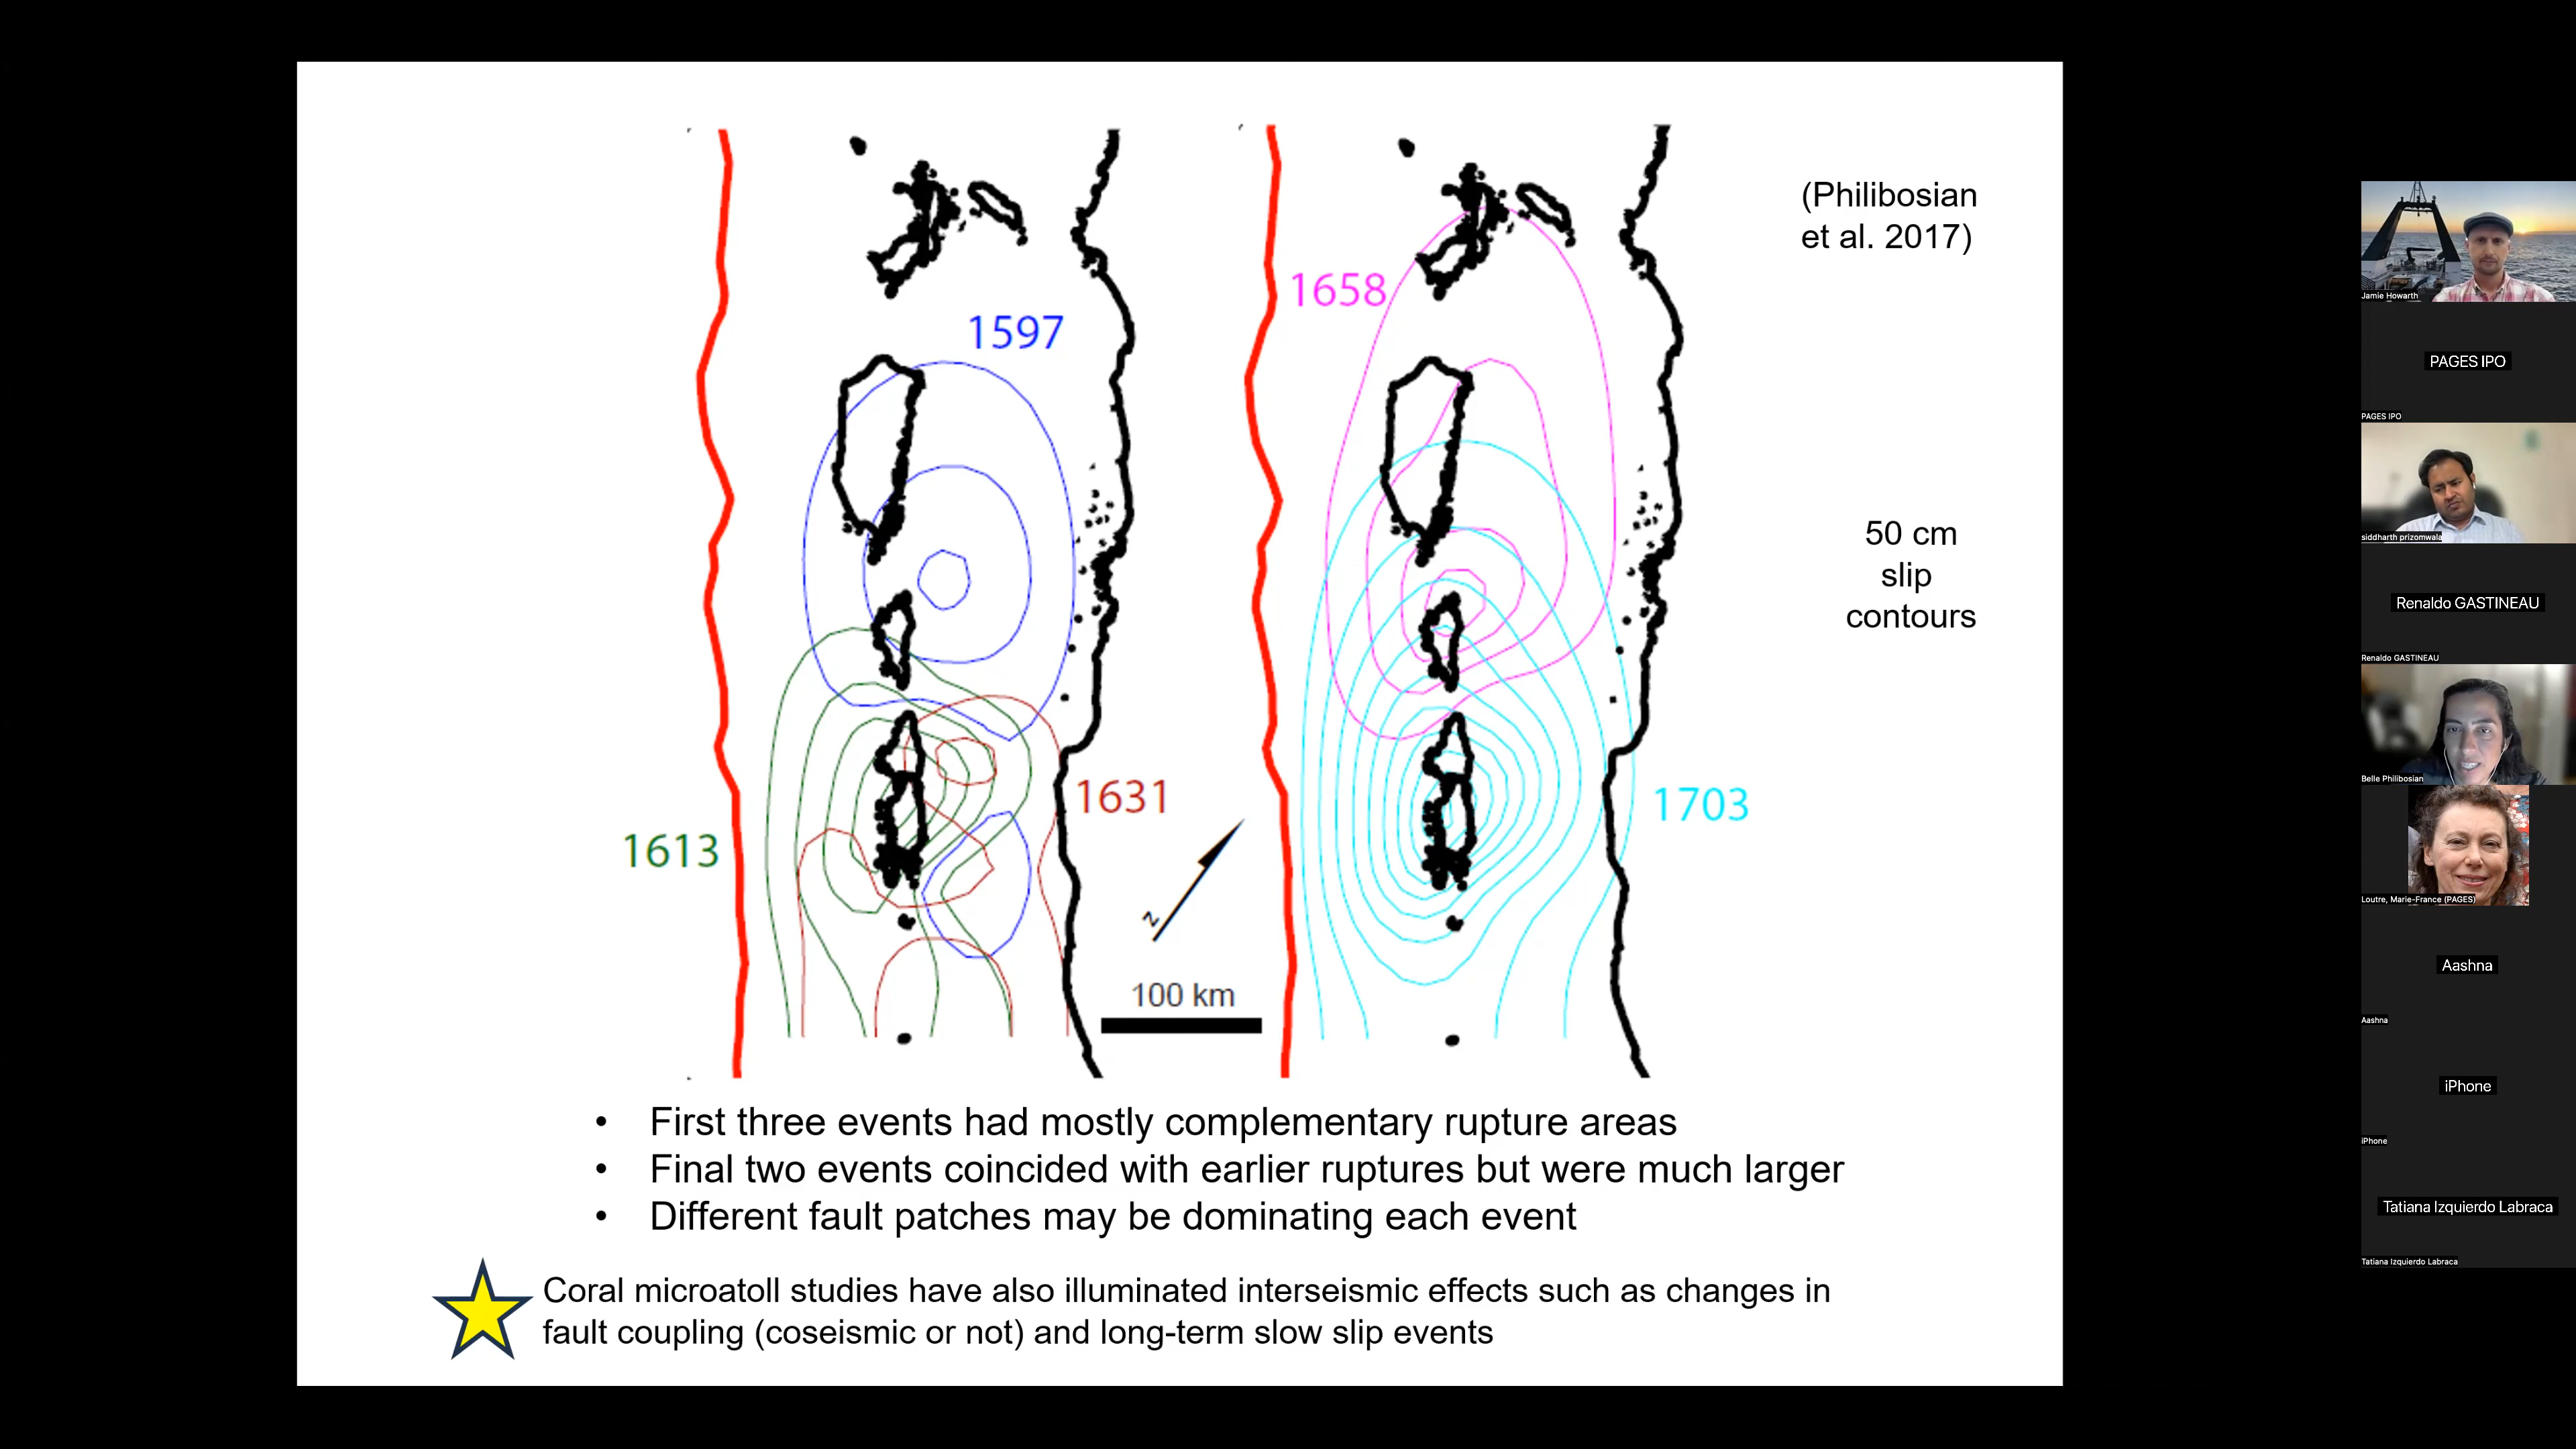 (Philibosian
et al. 2017)
1658
1597
50 cm
slip
contours
1631
1703
1613
z
100 km
• First three events had mostly complementary rupture areas
• Final two events coincided with earlier ruptures but were much larger
• Different fault patches may be dominating each event
Coral microatoll studies have also illuminated interseismic effects such as changes in
fault coupling (coseismic or not) and long-term slow slip events
Jamie Howarth
PAGES IPO
PAGES IPO
siddharth prizomwala
Renaldo GASTINEAU
Renaldo GASTINEAU
Belle Philibosian
Loutre, Marie-France (PAGES)
Aashna
Aashna
iPhone
iPhone
Tatiana Izquierdo Labraca
Tatiana Izquierdo Labraca